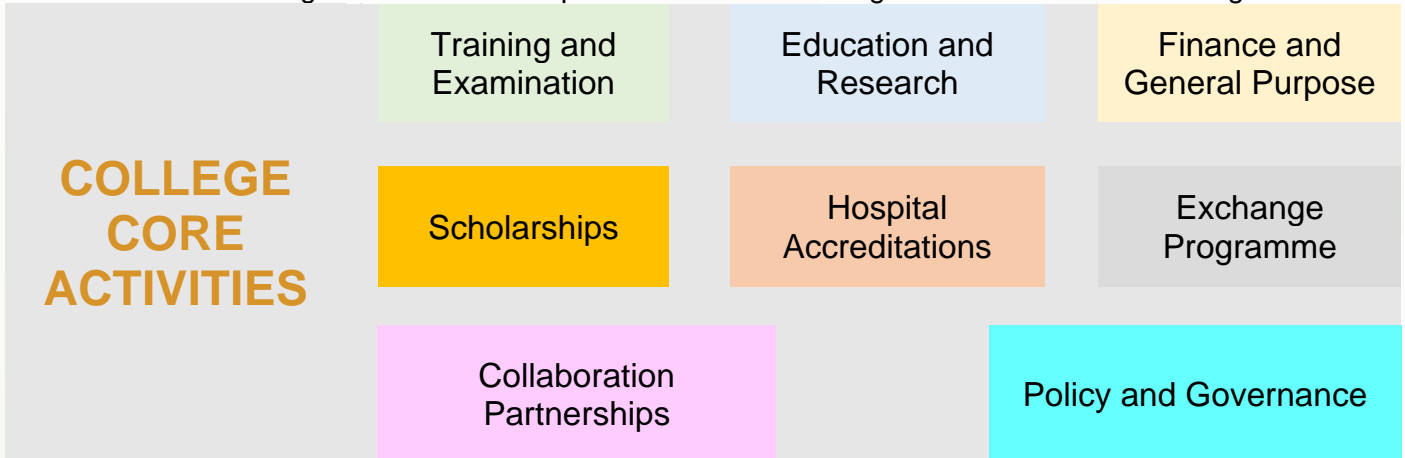 Training and
Examination
Education and
Research
Finance and
General Purpose
COLLEGE
CORE
ACTIVITIES
Scholarships
Hospital
Accreditations
Exchange
Programme
Collaboration
Partnerships
Policy and Governance